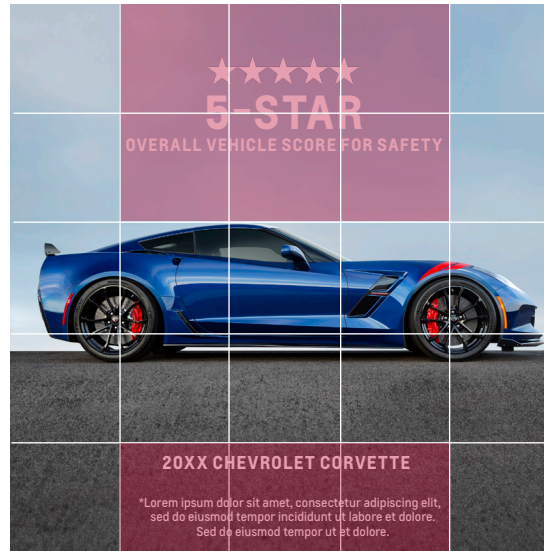 ★★★★★
5-STAR
OVERALL VEHICLE SCORE FOR SAFETY
20XX CHEVROLET CORVETTE
*Lorem ipsum dolor sit amet, consectetur adipiscing elit,
sed do eiusmod tempor incididunt ut labore et dolore.
Sed do eiusmod tempor ut et dolore.